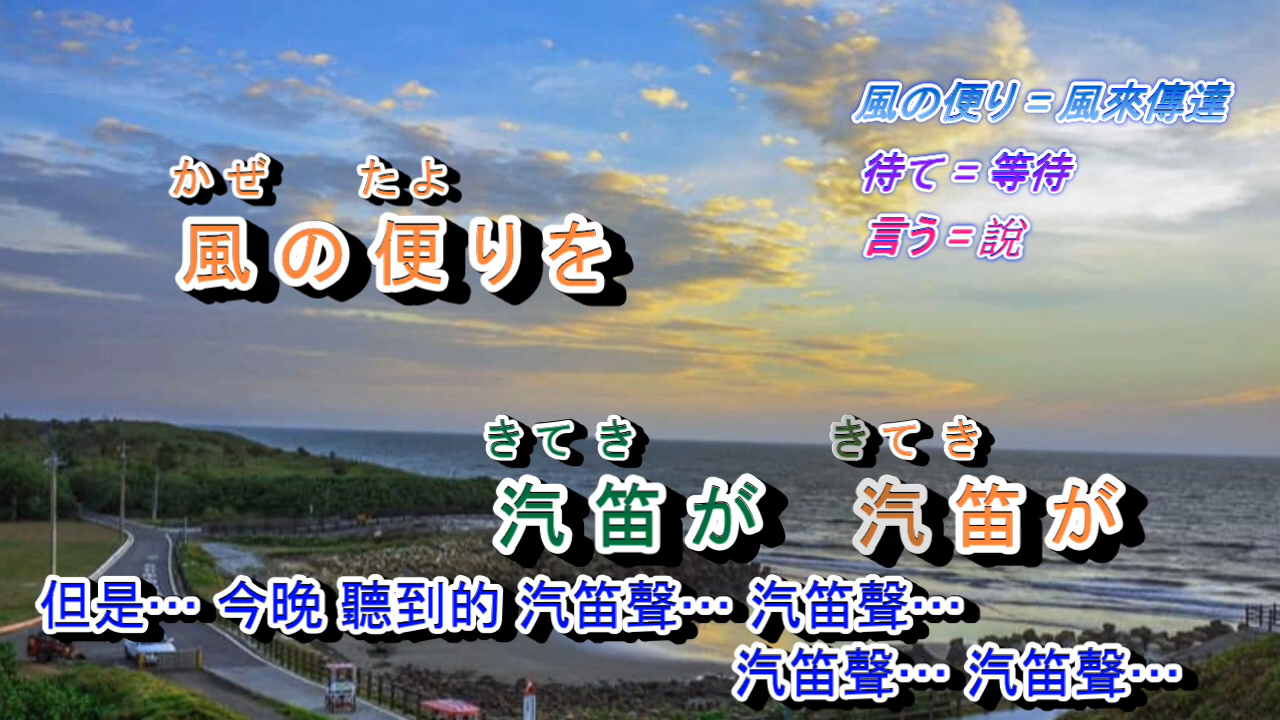 風の便り=風來傳達
待て=等待
言う=説
かぜ たよ
風の便りを
きてき きてき
汽笛が 汽笛が
但是… 今晚 聽到的 汽笛聲… 汽笛聲…
汽笛聲… 汽笛聲…